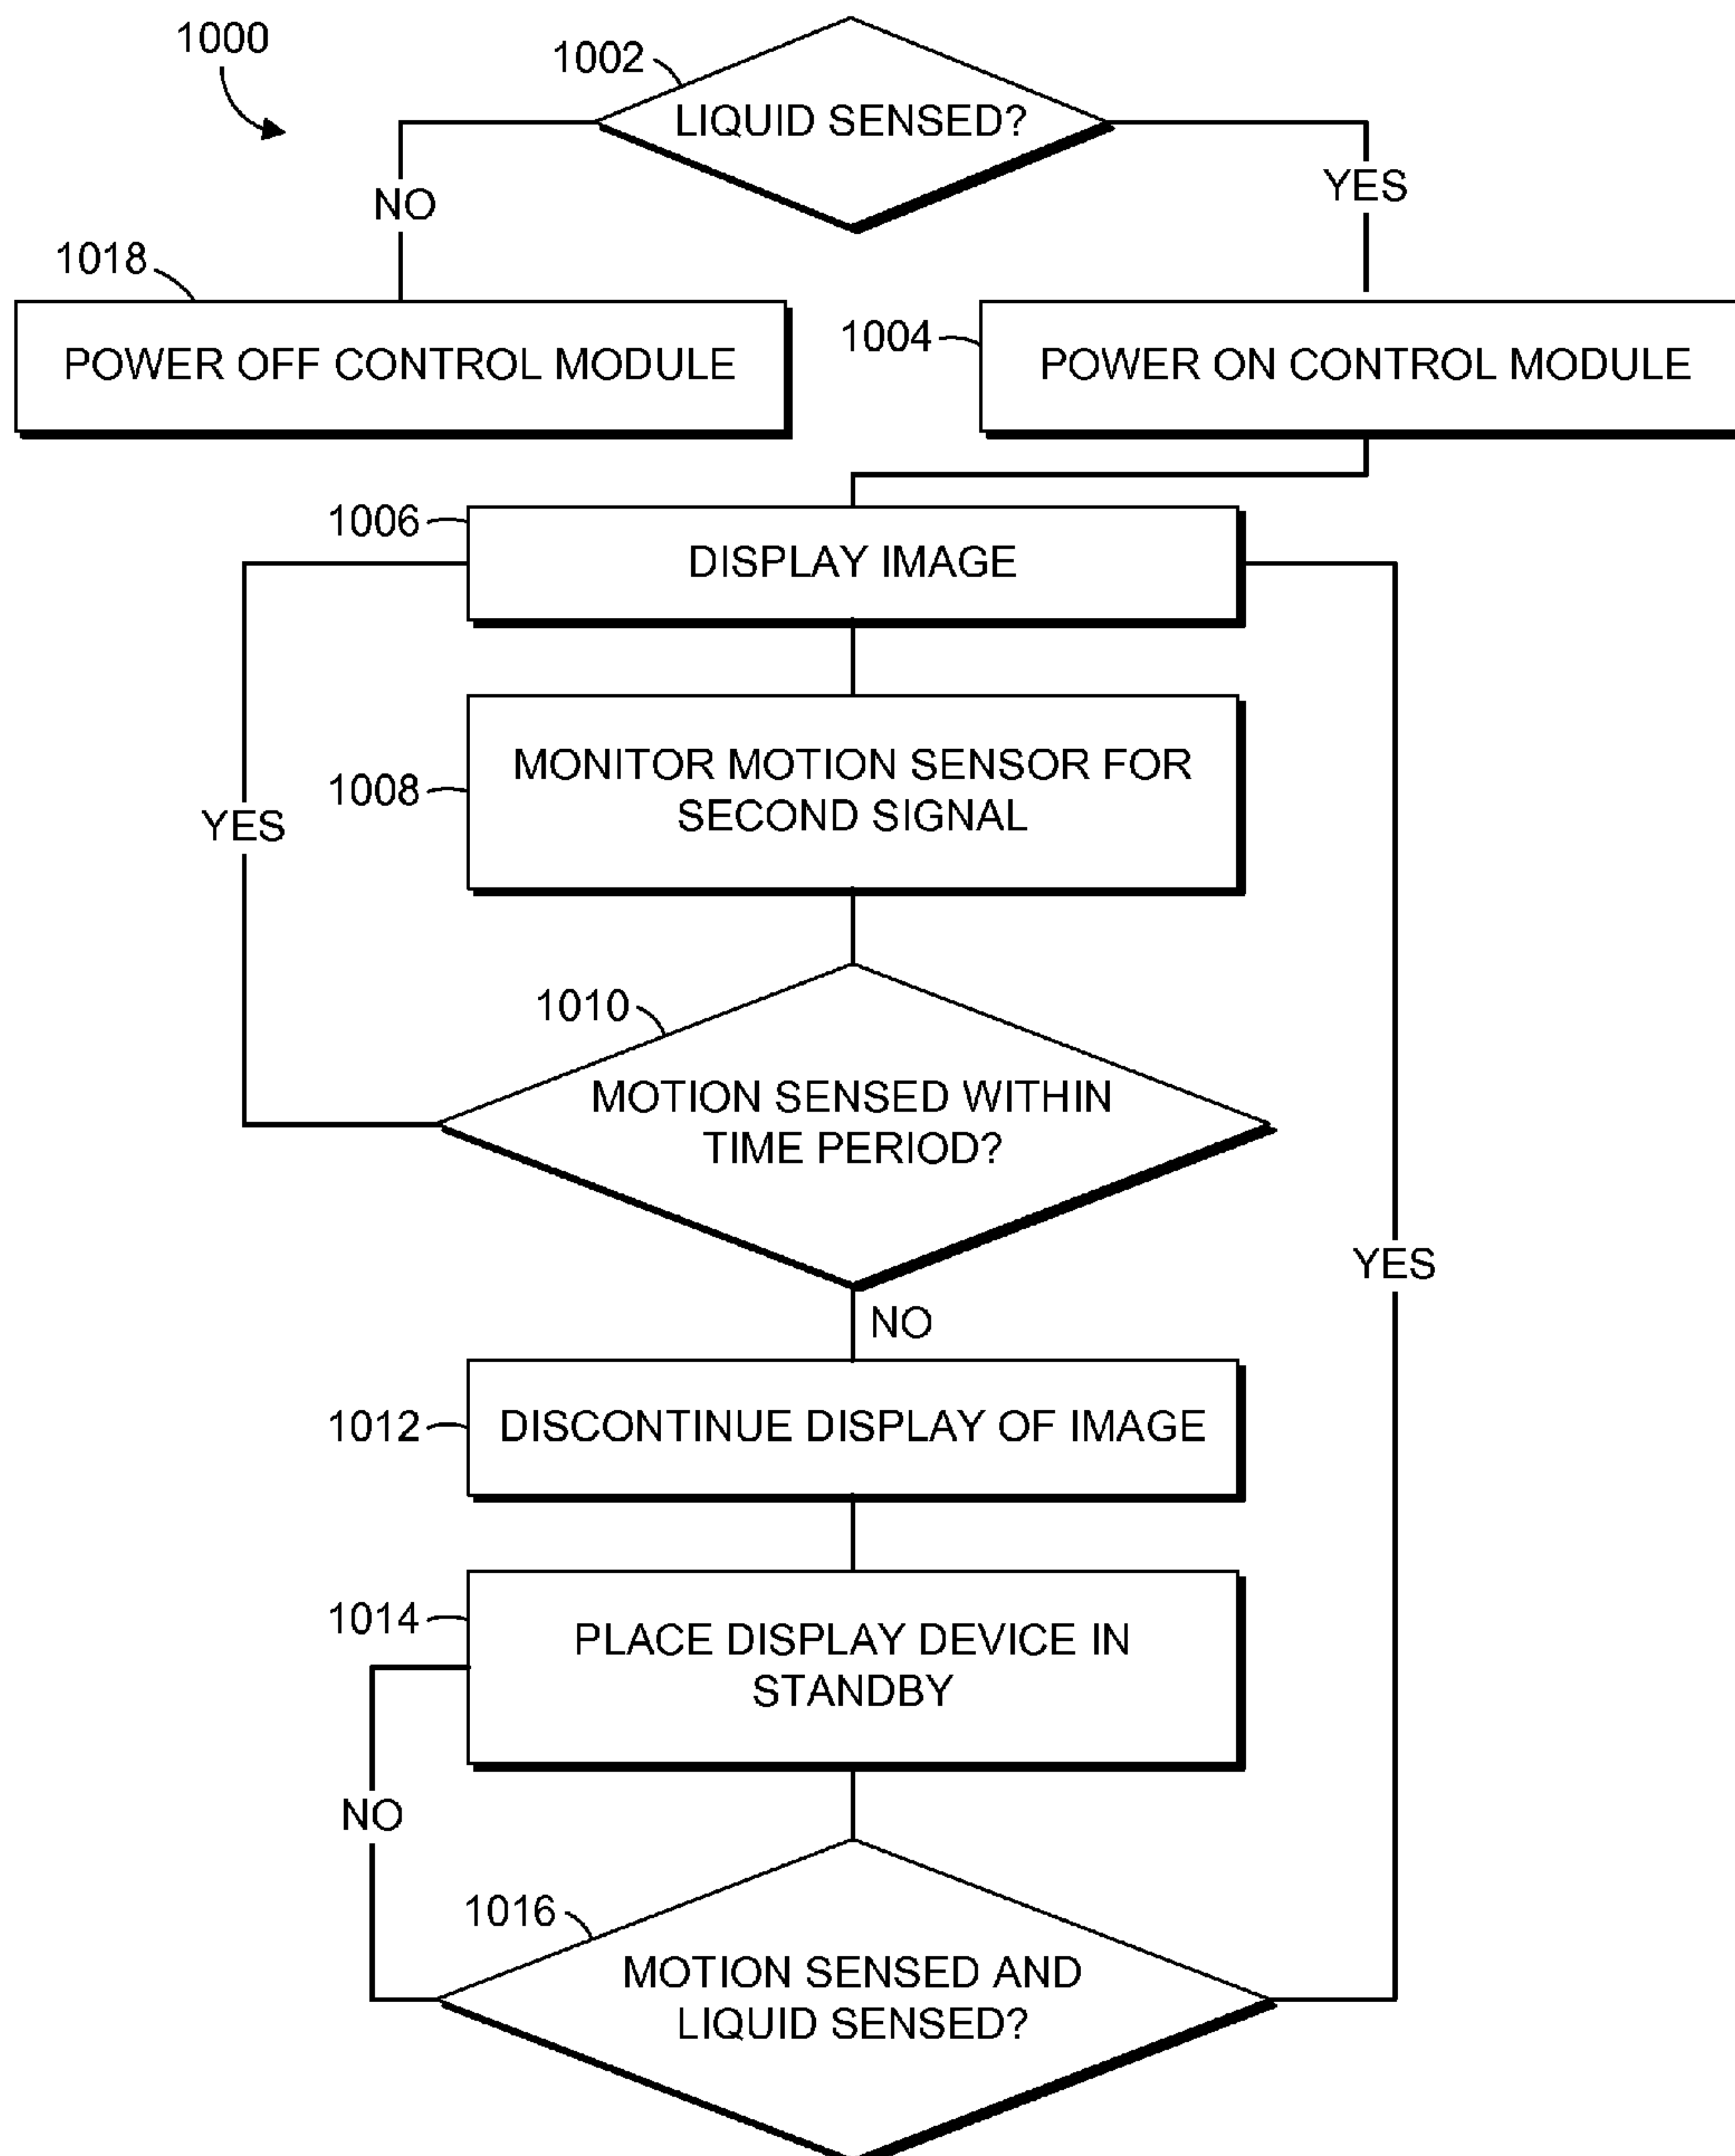 1000
1002
LIQUID SENSED?
NO
YES
1018
POWER OFF CONTROL MODULE
1004
POWER ON CONTROL MODULE
1006
DISPLAY IMAGE
1008
MONITOR MOTION SENSOR FOR
SECOND SIGNAL
YES
1010
MOTION SENSED WITHIN
TIME PERIOD?
YES
NO
1012
DISCONTINUE DISPLAY OF IMAGE
1014
PLACE DISPLAY DEVICE IN
STANDBY
NO
1016
MOTION SENSED AND
LIQUID SENSED?